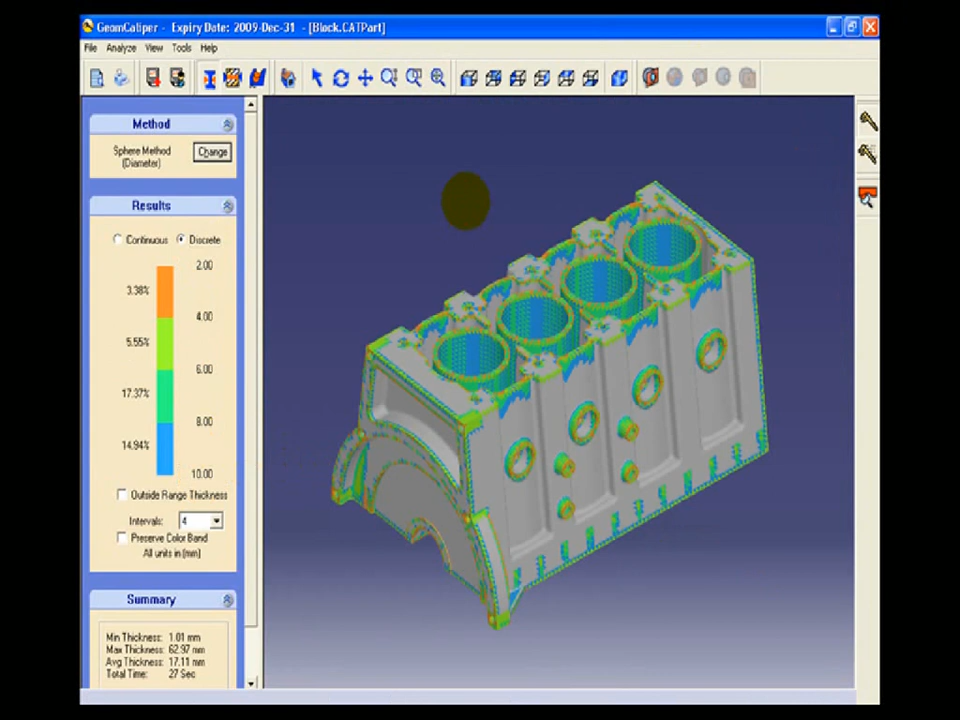 GeomCaliper - Expiry Date: 2009-Dec-31 - [Block.CATPart]
File Analyze View Tools Help
Method
Sphere Method
(Diameter)
Change
Results
Continuous Discrete
2.00
3.38%
4.00
5.55%
6.00
17.37%
8.00
14.94%
10.00
Outside Range Thickness
Intervals: 4
Preserve Color Band
All units in (mm)
Summary
Min Thickness: 1.01 mm
Max Thickness: 62.97 mm
Avg Thickness: 17.11 mm
Total Time: 27 Sec